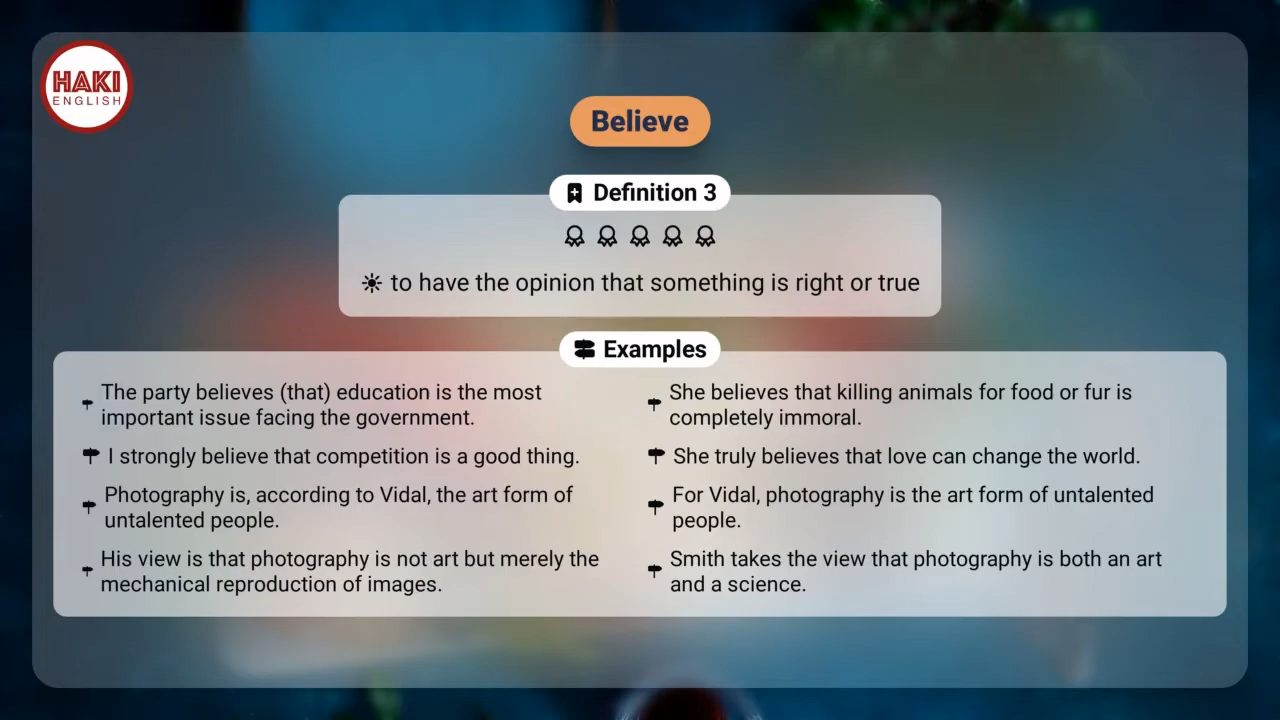 HAKI
ENGLISH
Believe
Definition 3
to have the opinion that something is right or true
Examples
The party believes (that) education is the most
important issue facing the government.
I strongly believe that competition is a good thing.
Photography is, according to Vidal, the art form of
untalented people.
His view is that photography is not art but merely the
mechanical reproduction of images.
She believes that killing animals for food or fur is
completely immoral.
She truly believes that love can change the world.
For Vidal, photography is the art form of untalented
people.
Smith takes the view that photography is both an art
and a science.